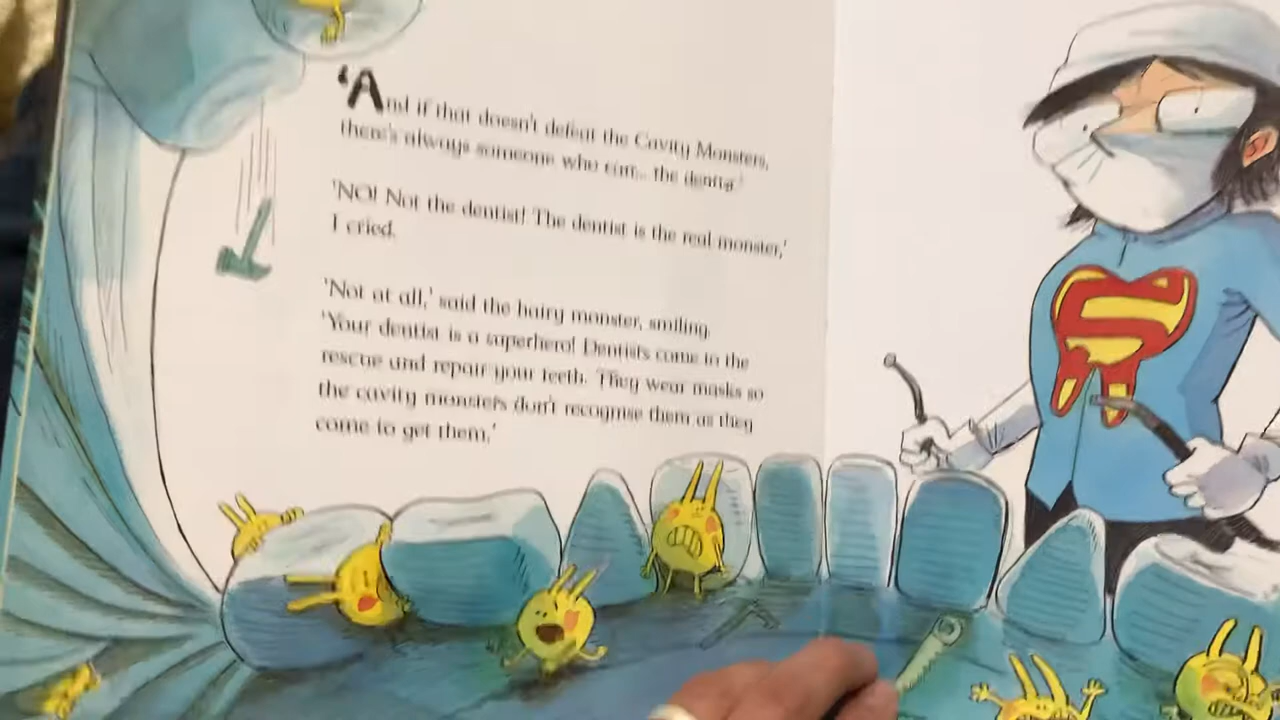 'And if that doesn't defeat the Cavity Monsters,
there's always someone who can... the dentist.'
'NO! Not the dentist! The dentist is the real monster,'
I cried.
'Not at all,' said the hairy monster, smiling.
'Your dentist is a superhero! Dentists come to the
rescue and repair your teeth. They wear masks so
the cavity monsters don't recognise them as they
come to get them.'